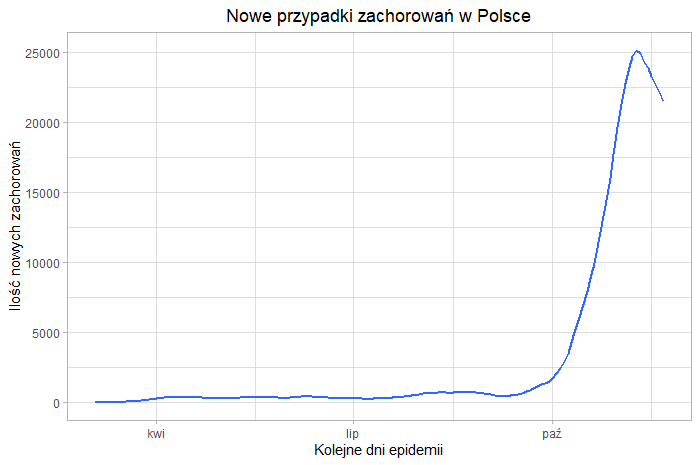 Nowe przypadki zachorowań w Polsce
Ilość nowych zachorowań
25000
20000
15000
10000
5000
0
kwi lip paź
Kolejne dni epidemii